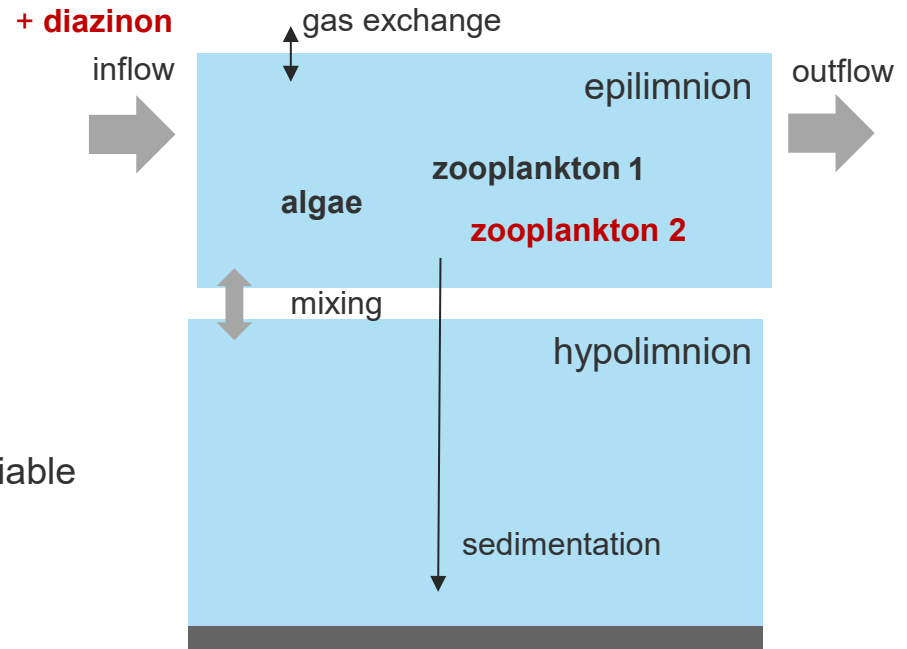 + diazinon
gas exchange
inflow
epilimnion
outflow
zooplankton 1
algae
zooplankton 2
mixing
hypolimnion
iable
sedimentation